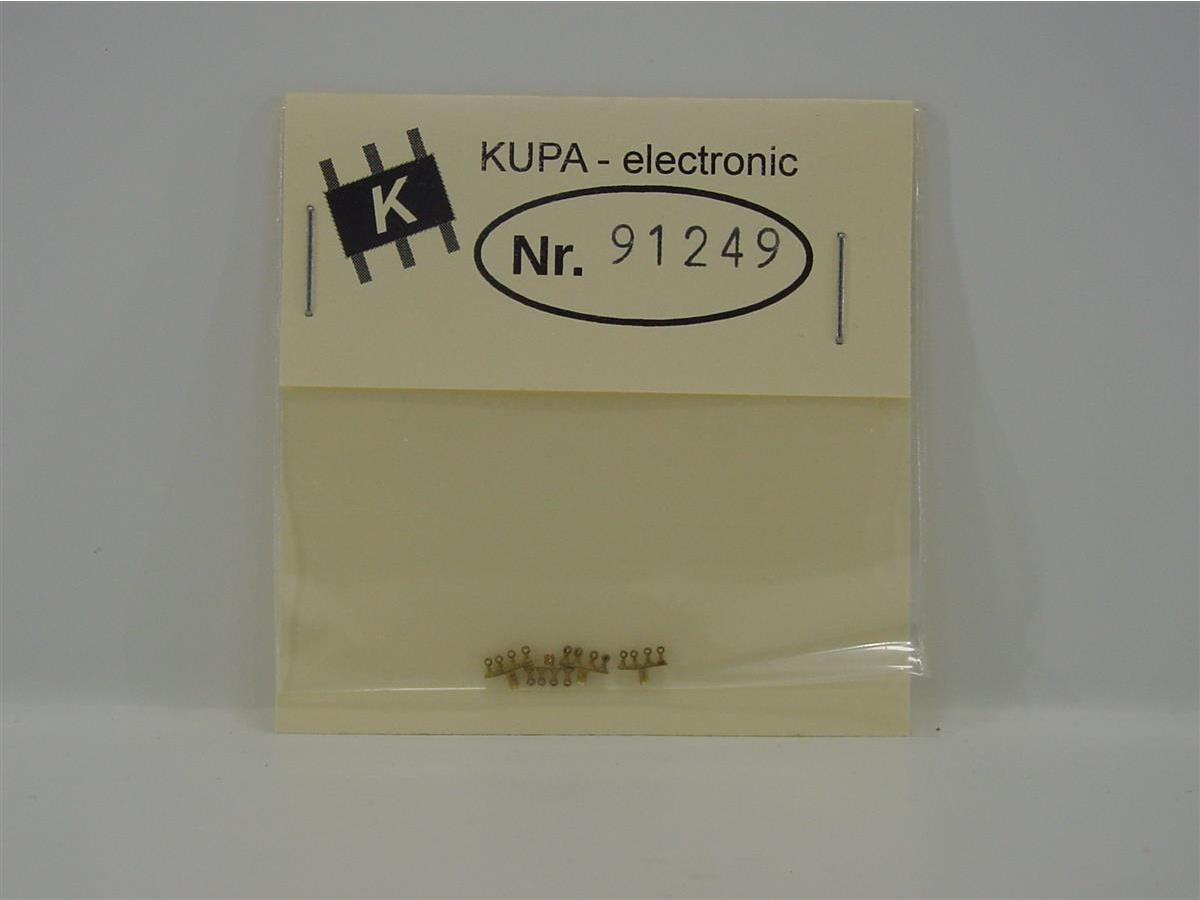 KUPA - electronic
K
Nr. 91249